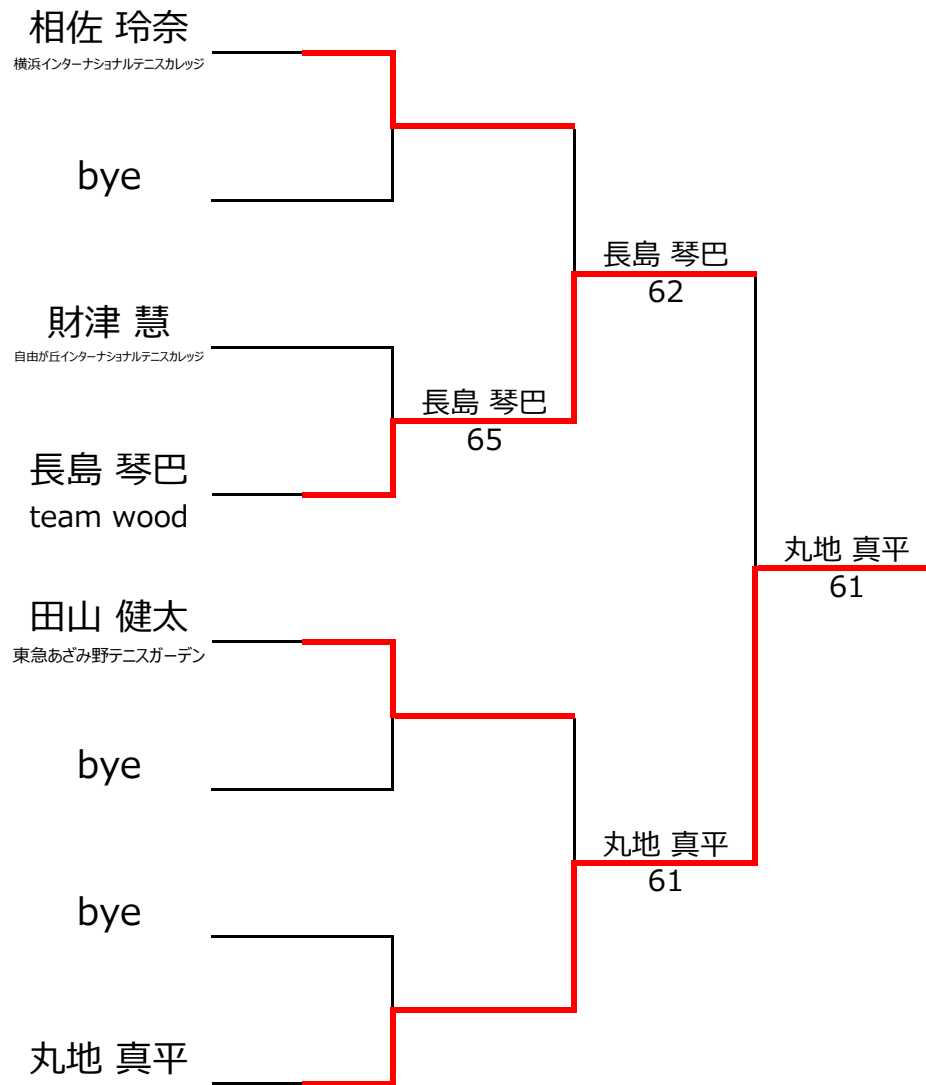 相佐 玲奈
横浜インターナショナルテニスカレッジ
bye
長島 琴巴
62
財津 慧
自由が丘インターナショナルテニスカレッジ
長島 琴巴
65
長島 琴巴
team wood
丸地 真平
61
田山 健太
東急あざみ野テニスガーデン
bye
丸地 真平
61
bye
丸地 真平